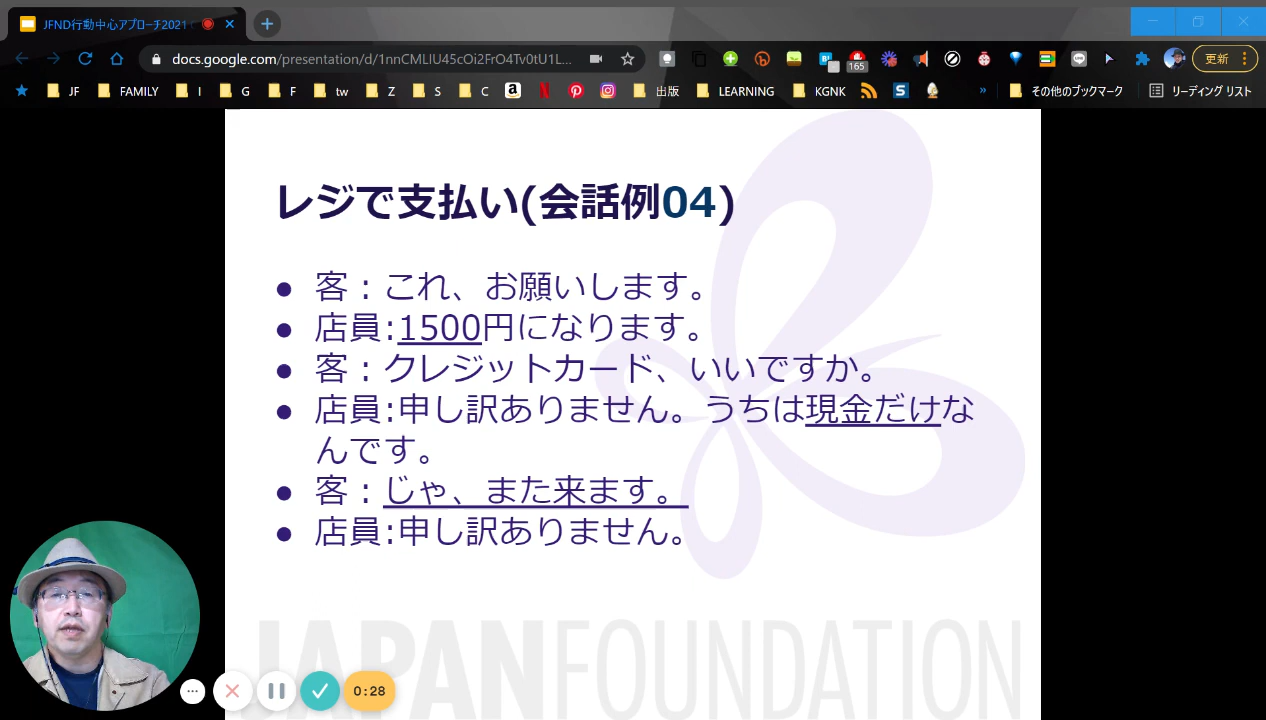 JFND行動中心アプローチ2021
docs.google.com/presentation/d/1nnCMLIU45cOi2FrO4Tv0tU1L...
165
更新
JF
FAMILY
I
G
F
tw
Z
S
C
出版
LEARNING
KGNK
その他のブックマーク
リーディング リスト
レジで支払い(会話例04)
● 客：これ、お願いします。
● 店員:1500円になります。
● 客：クレジットカード、いいですか。
● 店員:申し訳ありません。うちは現金だけな
んです。
● 客：じゃ、また来ます。
● 店員:申し訳ありません。
JAPANFOUNDATION
0:28